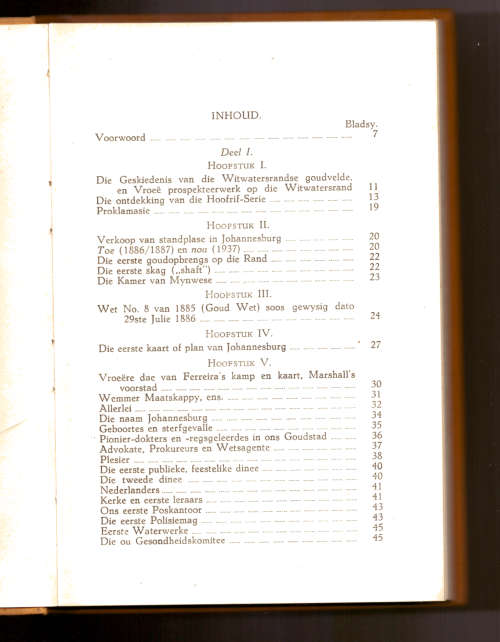 INHOUD.
Bladsy.
Voorwoord 7
Deel I.
HOOFSTUK I.
Die Geskiedenis van die Witwatersrandse goudvelde,
en Vroeë prospekteerwerk op die Witwatersrand 11
Die ontdekking van die Hoofrif-Serie 13
Proklamasie 19
HOOFSTUK II.
Verkoop van standplase in Johannesburg 20
Toe (1886/1887) en nou (1937) 20
Die eerste goudopbrengs op die Rand 22
Die eerste skag („shaft") 22
Die Kamer van Mynwese 23
HOOFSTUK III.
Wet No. 8 van 1885 (Goud Wet) soos gewysig dato
29ste Julie 1886 24
HOOFSTUK IV.
Die eerste kaart of plan van Johannesburg 27
HOOFSTUK V.
Vroeëre dae van Ferreira's kamp en kaart, Marshall's
voorstad 30
Wemmer Maatskappy, ens. 31
Allerlei 32
Die naam Johannesburg 34
Geboortes en sterfgevalle 35
Pionier-dokters en -regsgeleerdes in ons Goudstad 36
Advokate, Prokureurs en Wetsagente 37
Plesier 38
Die eerste publieke, feestelike dinee 40
Die tweede dinee 40
Nederlanders 41
Kerke en eerste leraars 41
Ons eerste Poskantoor 43
Die eerste Polisiemag 43
Eerste Waterwerke 45
Die ou Gesondheidskomitee 45